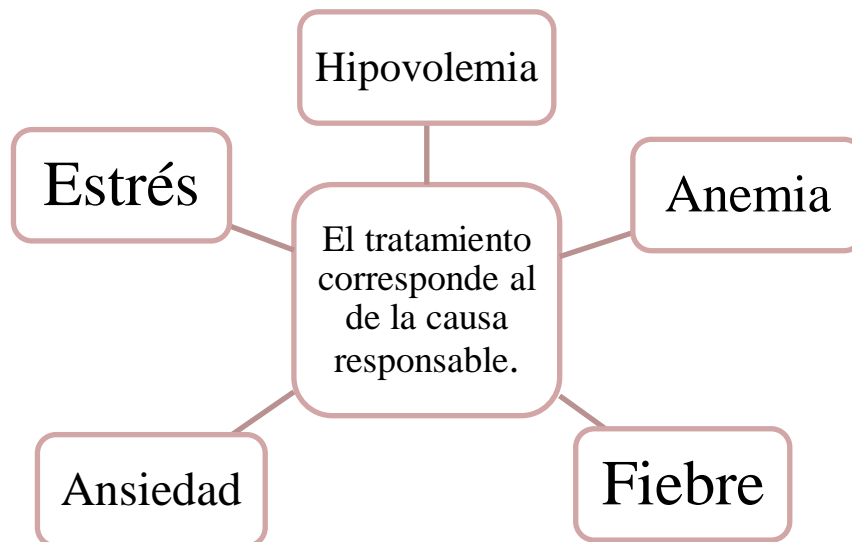 Hipovolemia
Estrés
Anemia
El tratamiento
corresponde al
de la causa
responsable.
Ansiedad
Fiebre